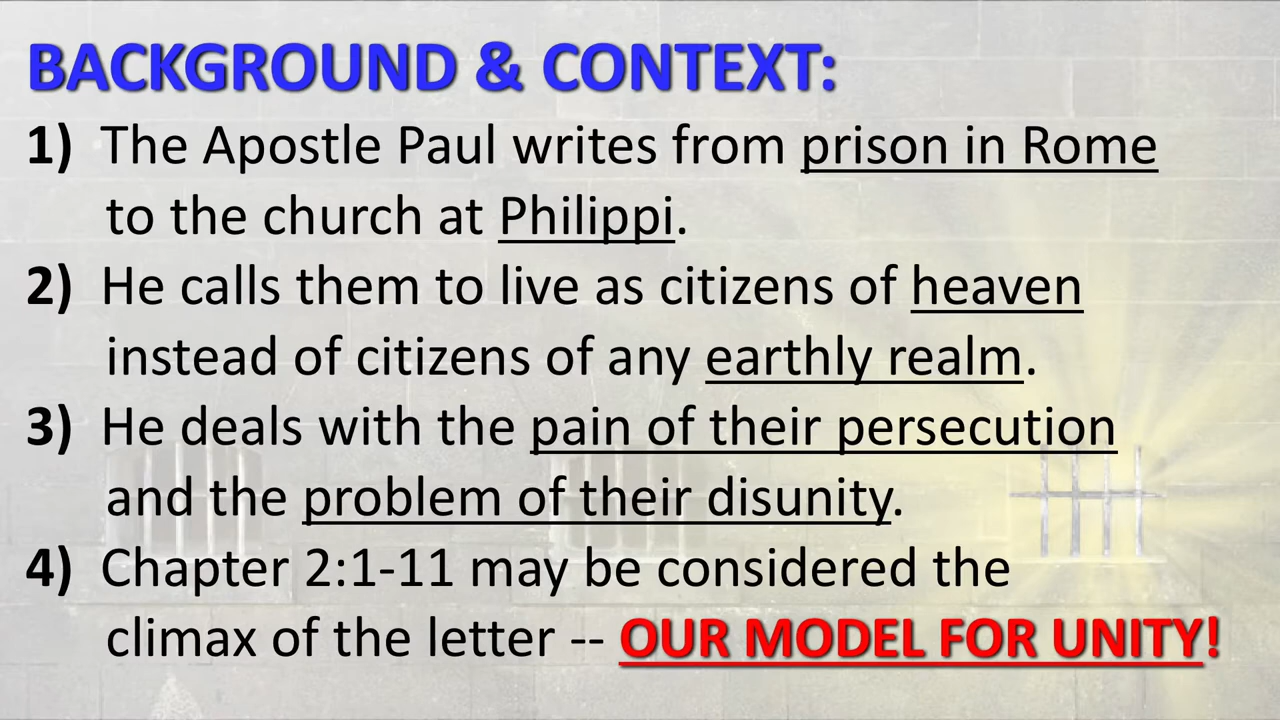 BACKGROUND & CONTEXT:
1) The Apostle Paul writes from prison in Rome
to the church at Philippi.
2) He calls them to live as citizens of heaven
instead of citizens of any earthly realm.
3) He deals with the pain of their persecution
and the problem of their disunity.
4) Chapter 2:1-11 may be considered the
climax of the letter -- OUR MODEL FOR UNITY!